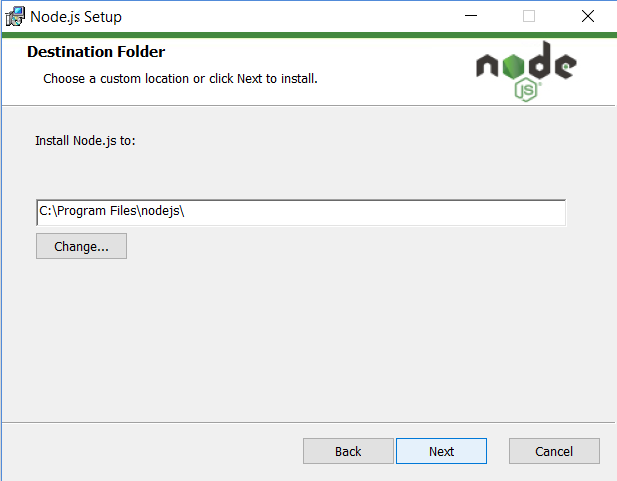 Node.js Setup
Destination Folder
Choose a custom location or click Next to install.
node
JS
Install Node.js to:
C:\Program Files\nodejs\
Change...
Back
Next
Cancel